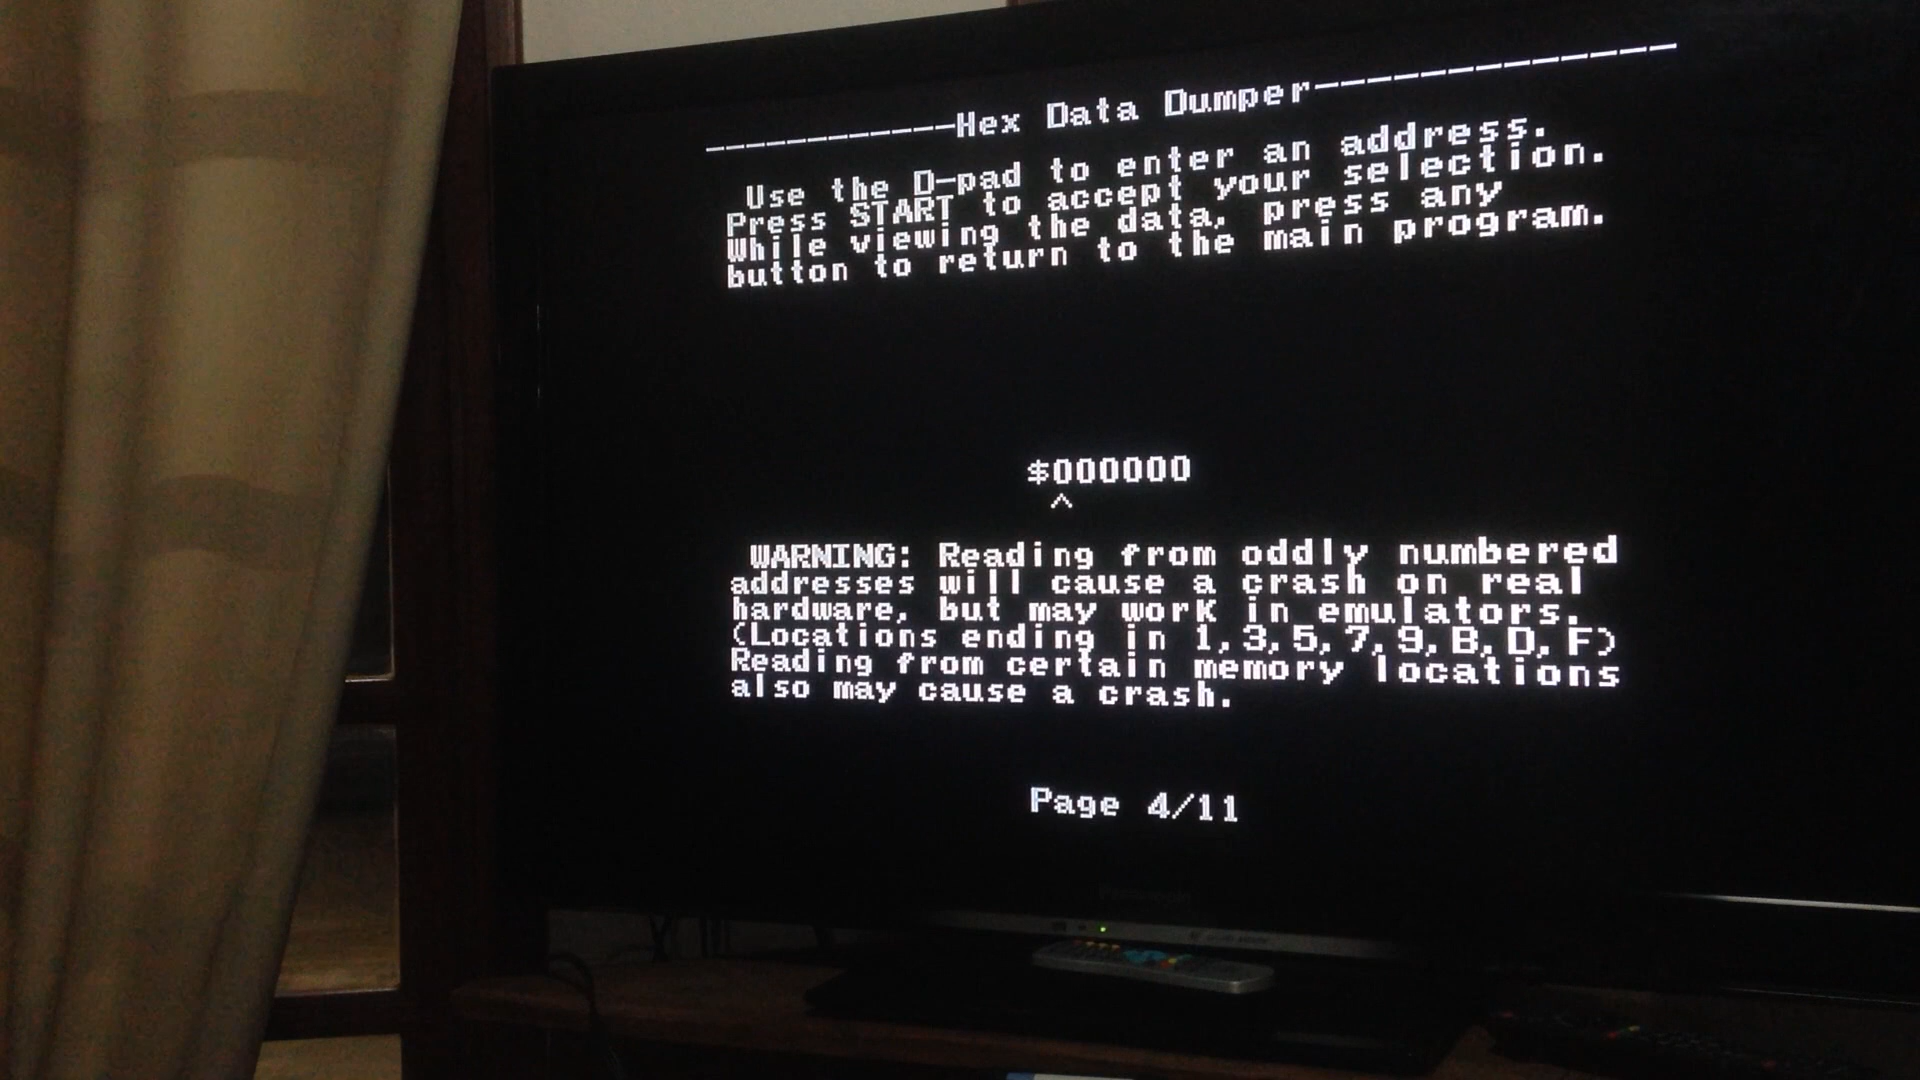 ------------Hex Data Dumper--------------
Use the D-pad to enter an address.
Press START to accept your selection.
While viewing the data, press any
button to return to the main program.
$000000
^
WARNING: Reading from oddly numbered
addresses will cause a crash on real
hardware, but may work in emulators.
(Locations ending in 1,3,5,7,9,B,D,F)
Reading from certain memory locations
also may cause a crash.
Page 4/11